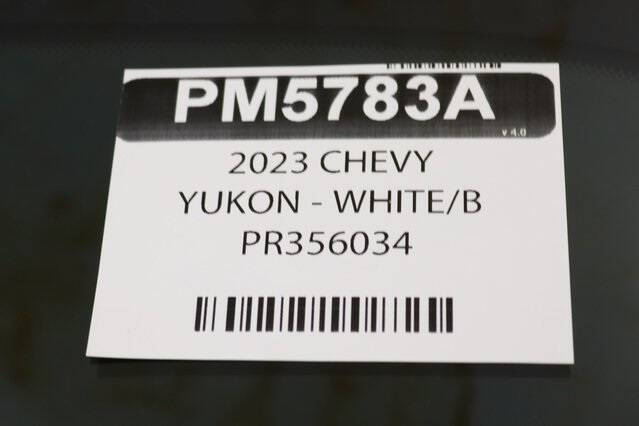 PM5783A
v 4.0
2023 CHEVY
YUKON - WHITE/B
PR356034